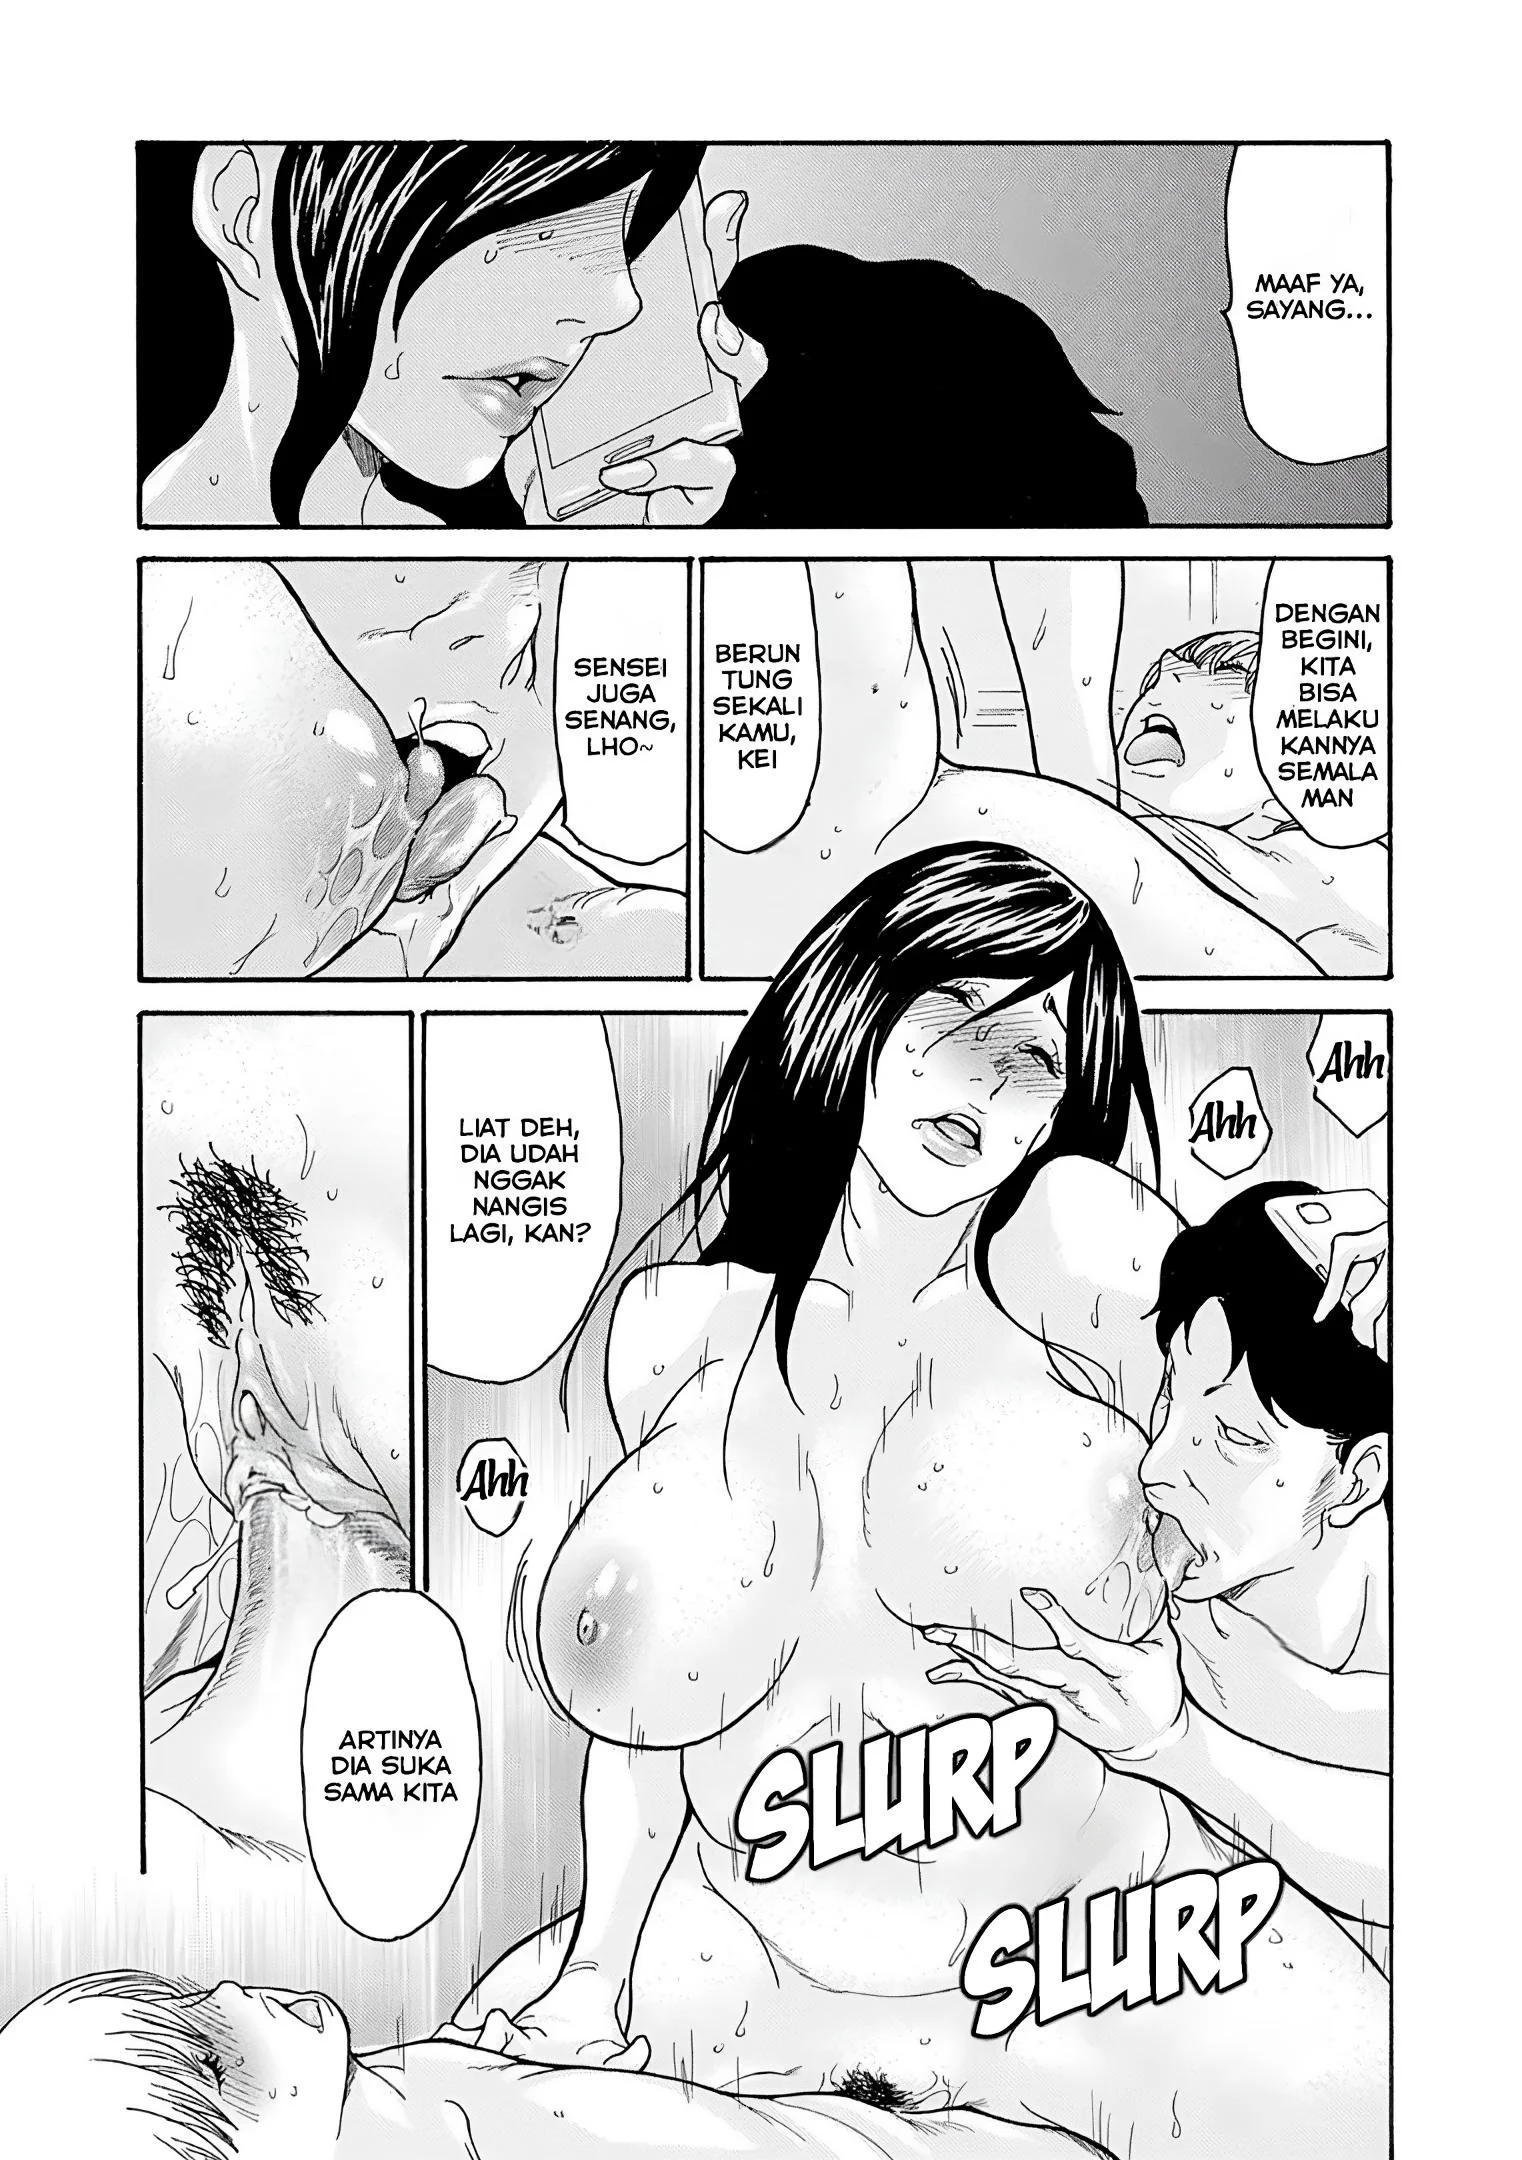 MAAF YA,
SAYANG...
DENGAN
BEGINI,
KITA
BISA
MELAKU
KANNYA
SEMALA
MAN
BERUN
TUNG
SEKALI
KAMU,
KEI
SENSEI
JUGA
SENANG,
LHO~
Ahh
Ahh
LIAT DEH,
DIA UDAH
NGGAK
NANGIS
LAGI, KAN?
Ahh
ARTINYA
DIA SUKA
SAMA KITA
SLURP
SLURP